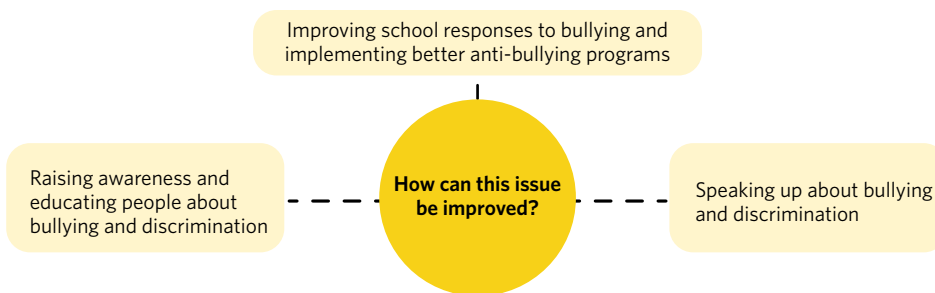 Improving school responses to bullying and
implementing better anti-bullying programs
Raising awareness and
educating people about
bullying and discrimination
How can this issue
be improved?
Speaking up about bullying
and discrimination